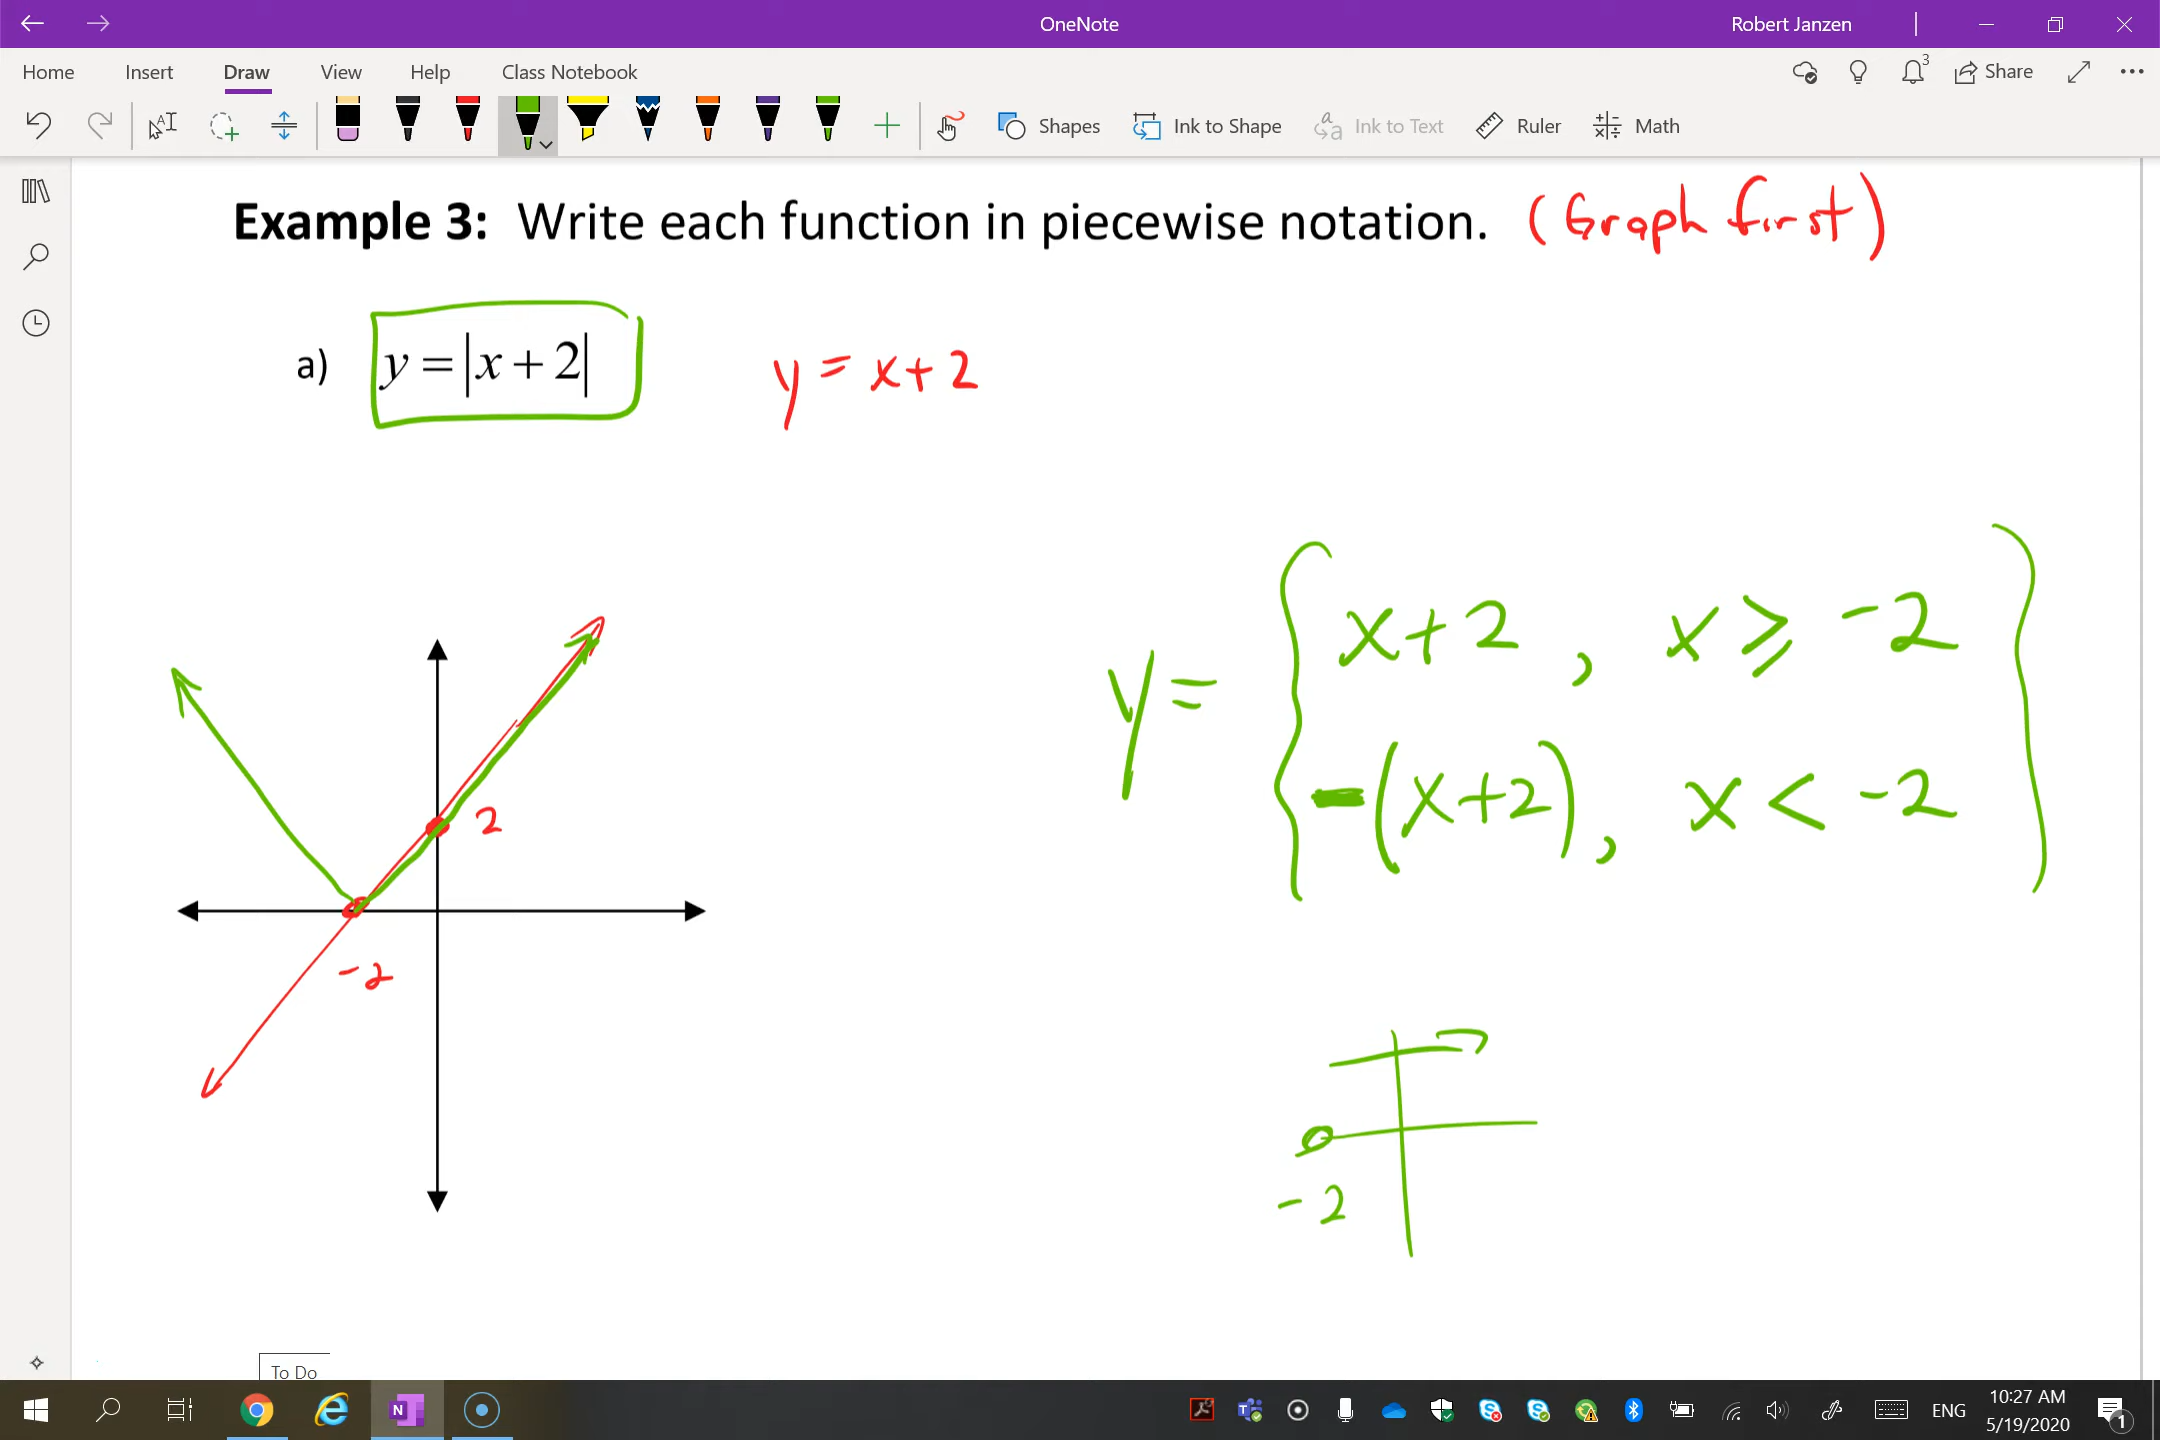 OneNote
Robert Janzen
Home Insert Draw View Help Class Notebook
3
Share
Shapes Ink to Shape Ink to Text Ruler Math
Example 3: Write each function in piecewise notation. (Graph first)
a) y = |x + 2| y = x + 2
y = { x + 2 , x ≥ -2
-(x+2) , x < -2 )
2
-2
-2
To Do
ENG
10:27 AM
5/19/2020
1